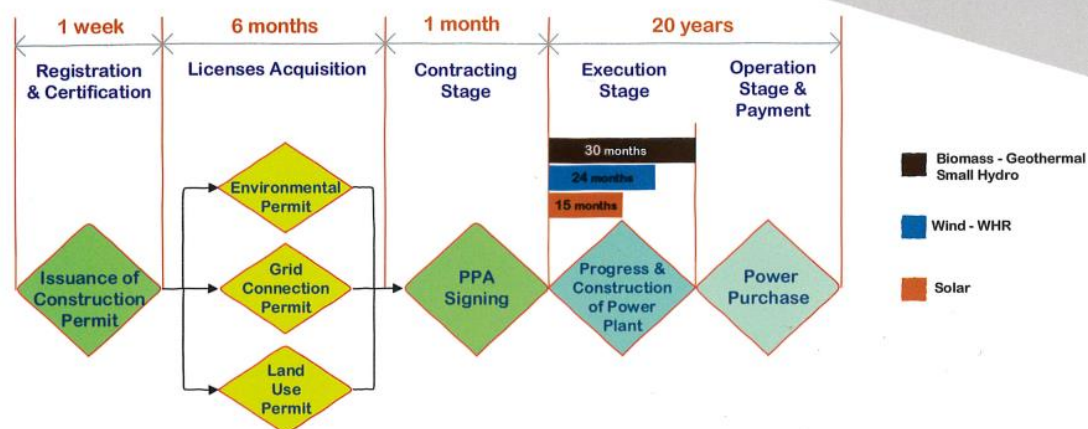 1 week
6 months
1 month
20 years
Registration
& Certification
Licenses Acquisition
Contracting
Stage
Execution
Stage
Operation
Stage &
Payment
30 months
24 months
15 months
Biomass - Geothermal
Small Hydro
Wind - WHR
Solar
Issuance of
Construction
Permit
Environmental
Permit
Grid
Connection
Permit
Land
Use
Permit
PPA
Signing
Progress &
Construction
of Power
Plant
Power
Purchase